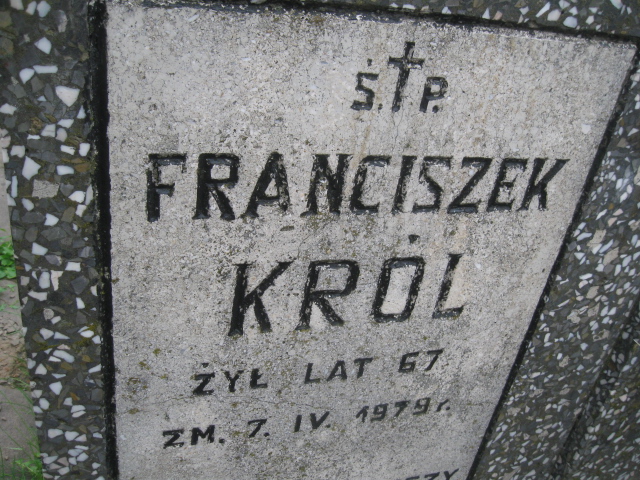 Ś.†P.
FRANCISZEK
KRÓL
ŻYŁ LAT 67
ZM. 7. IV. 1979 r.